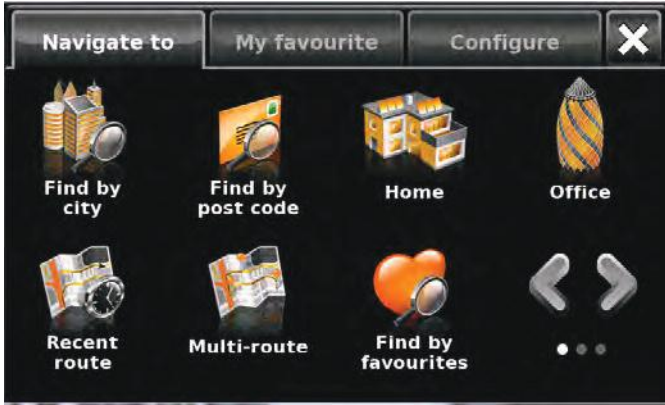 Navigate to
My favourite
Configure
Find by
city
Find by
post code
Home
Office
Recent
route
Multi-route
Find by
favourites